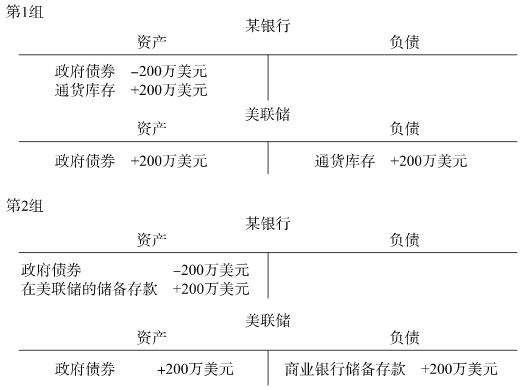 第1组
某银行
资产 负债
政府债券 -200万美元
通货库存 +200万美元
美联储
资产 负债
政府债券 +200万美元 通货库存 +200万美元
第2组
某银行
资产 负债
政府债券 -200万美元
在美联储的储备存款 +200万美元
美联储
资产 负债
政府债券 +200万美元 商业银行储备存款 +200万美元